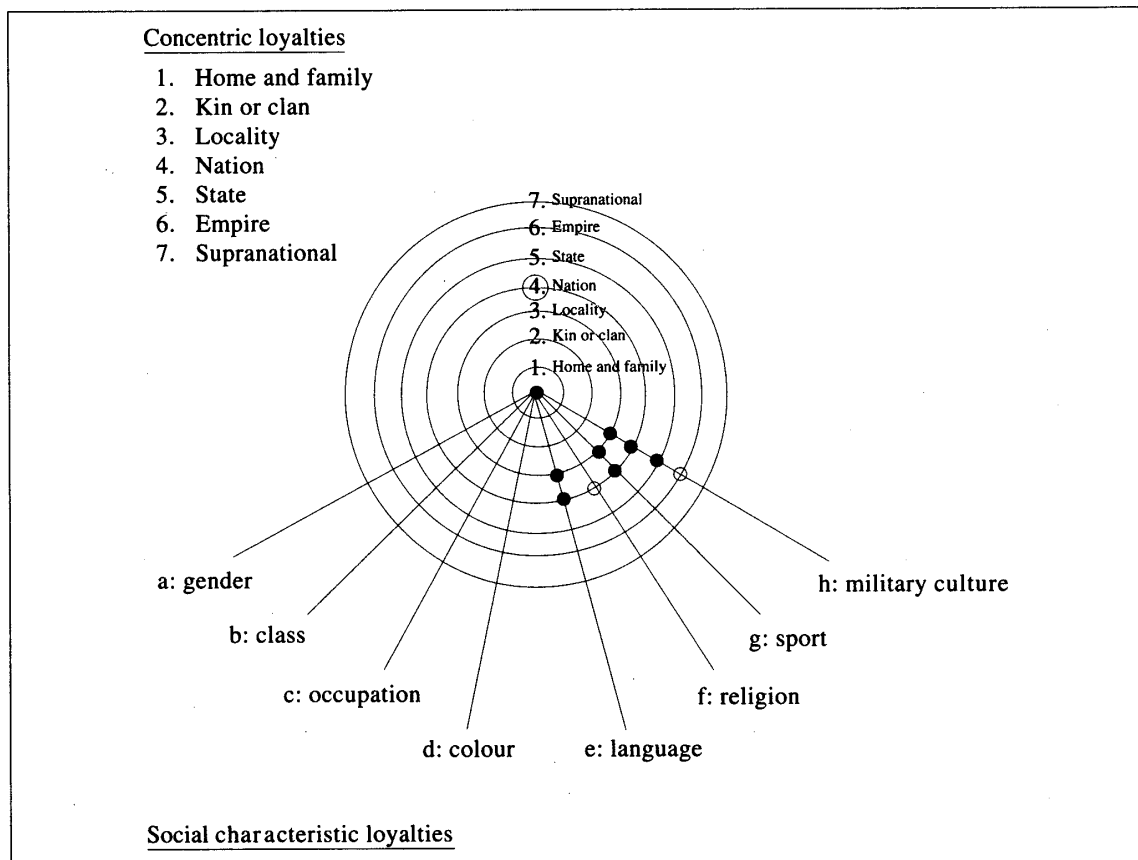 Concentric loyalties
1. Home and family
2. Kin or clan
3. Locality
4. Nation
5. State
6. Empire
7. Supranational
7. Supranational
6. Empire
5. State
4. Nation
3. Locality
2. Kin or clan
1. Home and family
a: gender
h: military culture
b: class
g: sport
c: occupation
f: religion
d: colour
e: language
Social characteristic loyalties